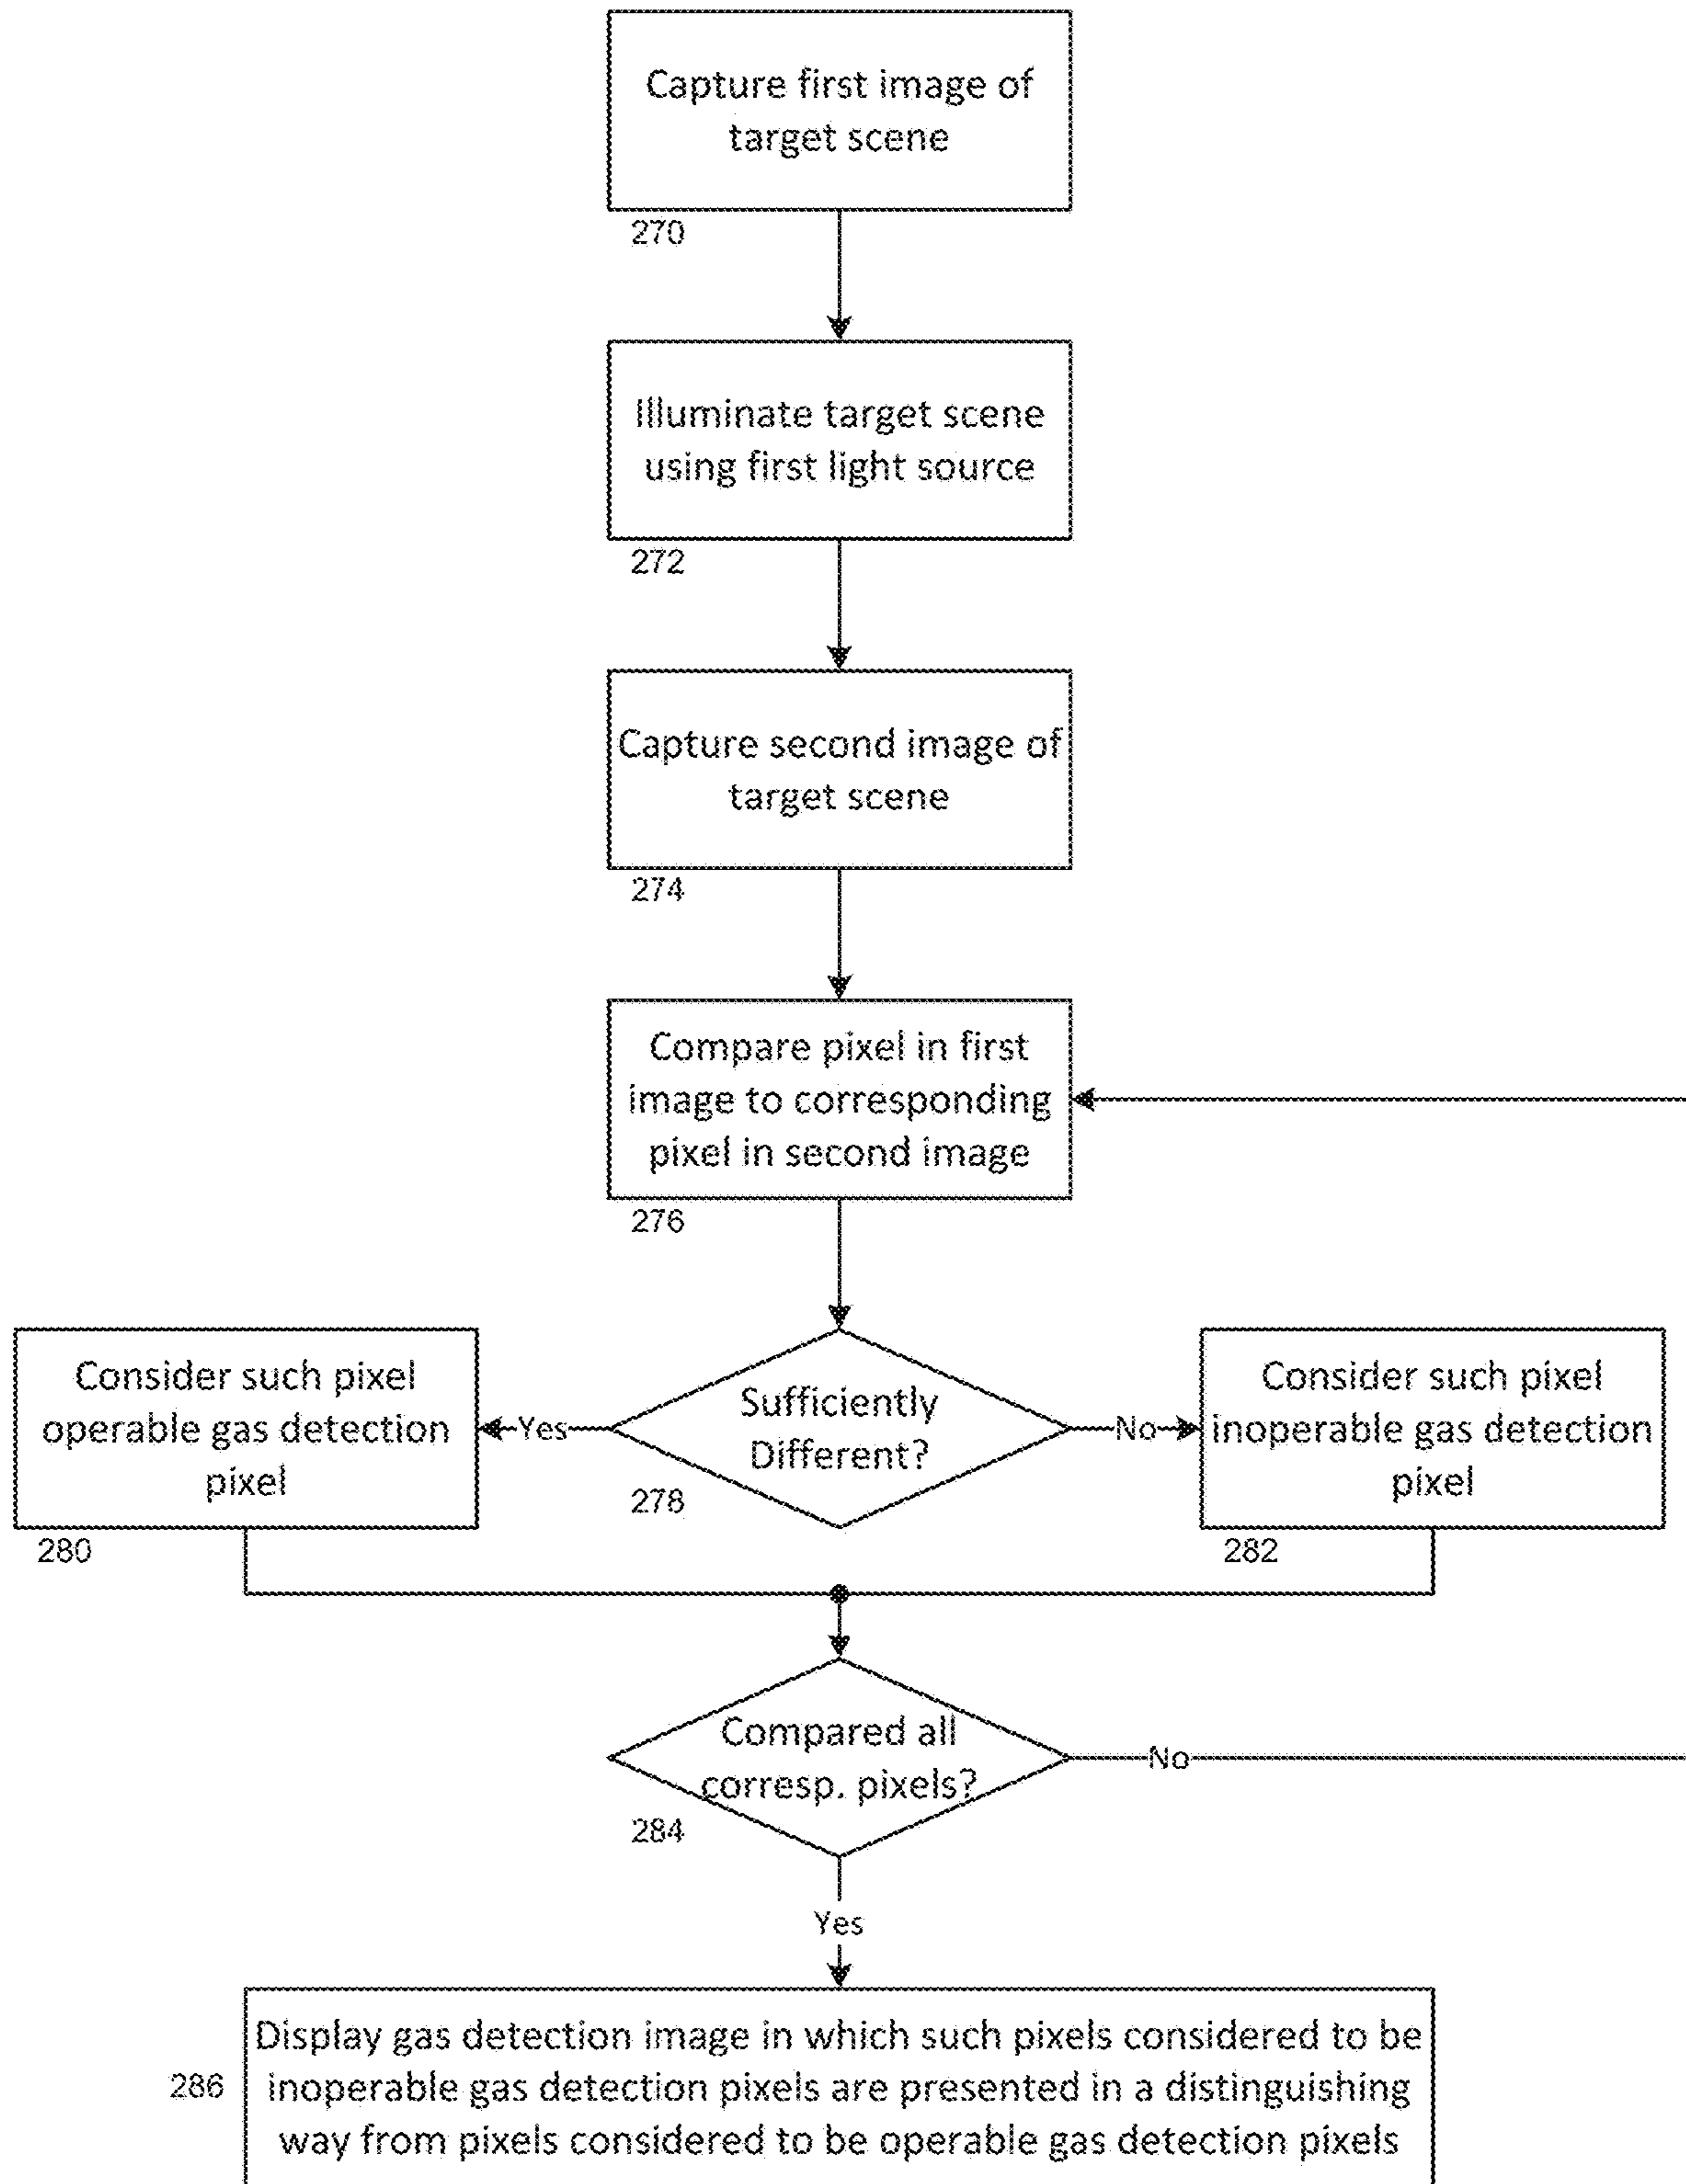 Capture first image of
target scene
270
Illuminate target scene
using first light source
272
Capture second image of
target scene
274
Compare pixel in first
image to corresponding
pixel in second image
276
Consider such pixel
operable gas detection
pixel
280
Yes
Sufficiently
Different?
278
No
Consider such pixel
inoperable gas detection
pixel
282
Compared all
corresp. pixels?
284
No
Yes
Display gas detection image in which such pixels considered to be
inoperable gas detection pixels are presented in a distinguishing
way from pixels considered to be operable gas detection pixels
286